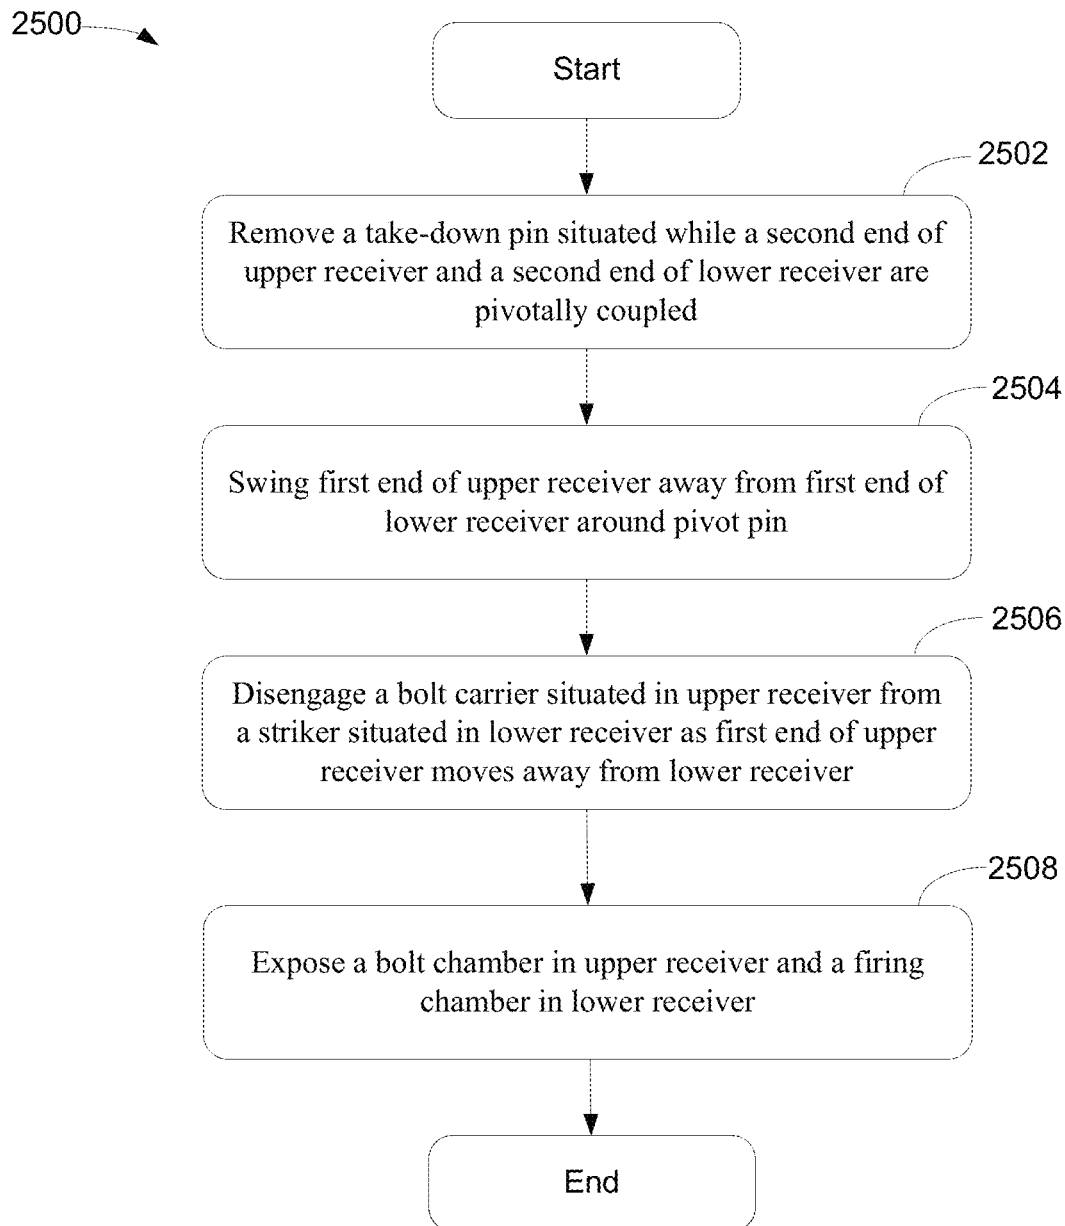 2500
Start
2502
Remove a take-down pin situated while a second end of
upper receiver and a second end of lower receiver are
pivotally coupled
2504
Swing first end of upper receiver away from first end of
lower receiver around pivot pin
2506
Disengage a bolt carrier situated in upper receiver from
a striker situated in lower receiver as first end of upper
receiver moves away from lower receiver
2508
Expose a bolt chamber in upper receiver and a firing
chamber in lower receiver
End